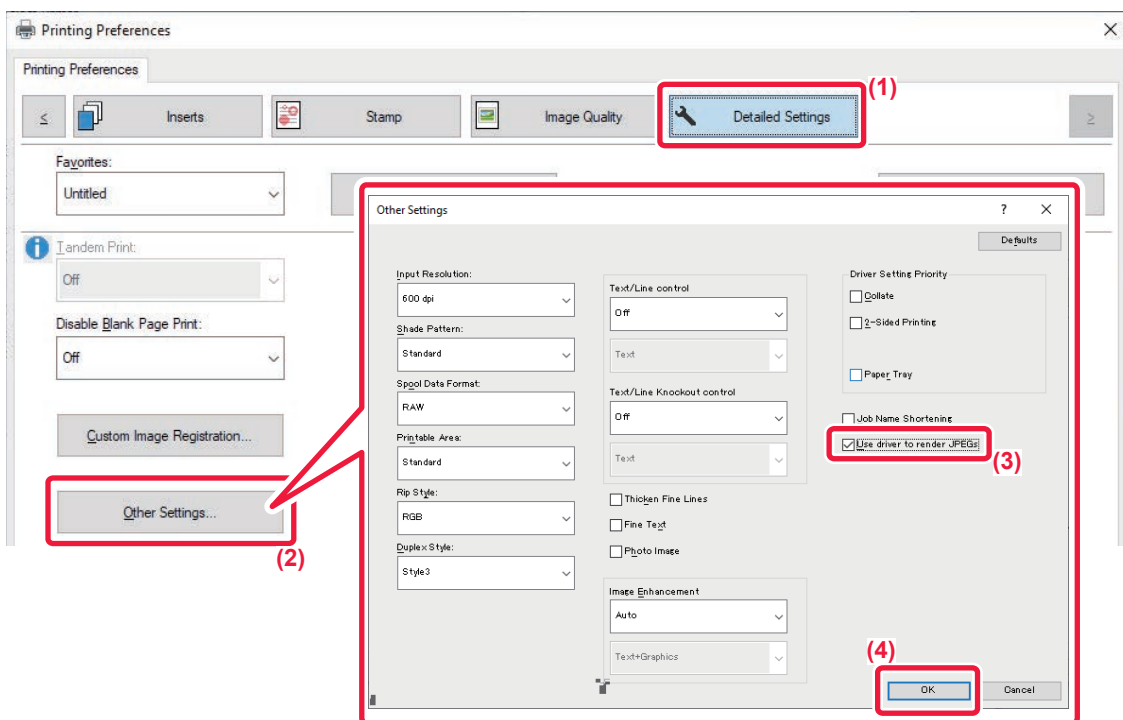 Printing Preferences
Printing Preferences
(1)
<
Inserts
Stamp
Image Quality
Detailed Settings
>
Favorites:
Untitled
Tandem Print:
Off
Disable Blank Page Print:
Off
Custom Image Registration...
Other Settings...
(2)
Other Settings
?
Defaults
Input Resolution:
600 dpi
Shade Pattern:
Standard
Spool Data Format:
RAW
Printable Area:
Standard
Rip Style:
RGB
Duplex Style:
Style3
Text/Line control
Off
Text
Text/Line Knockout control
Off
Text
Thicken Fine Lines
Fine Text
Photo Image
Image Enhancement
Auto
Text+Graphics
Driver Setting Priority
Collate
2-Sided Printing
Paper Tray
Job Name Shortening
Use driver to render JPEGs
(3)
(4)
OK
Cancel